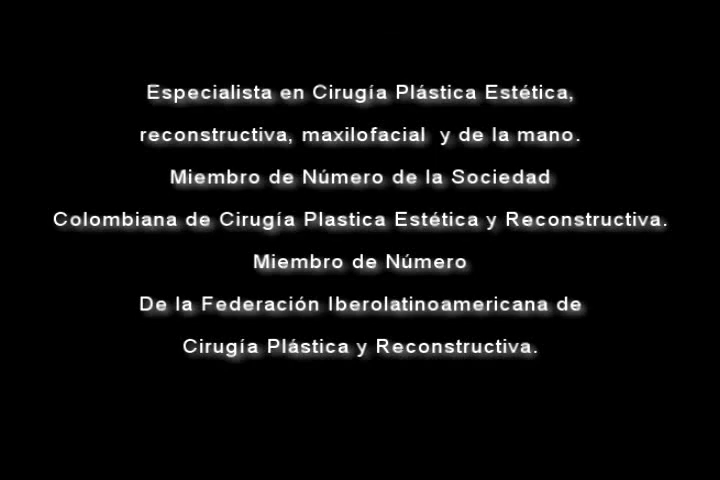 Especialista en Cirugía Plástica Estética,
reconstructiva, maxilofacial y de la mano.
Miembro de Número de la Sociedad
Colombiana de Cirugía Plastica Estética y Reconstructiva.
Miembro de Número
De la Federación Iberolatinoamericana de
Cirugía Plástica y Reconstructiva.